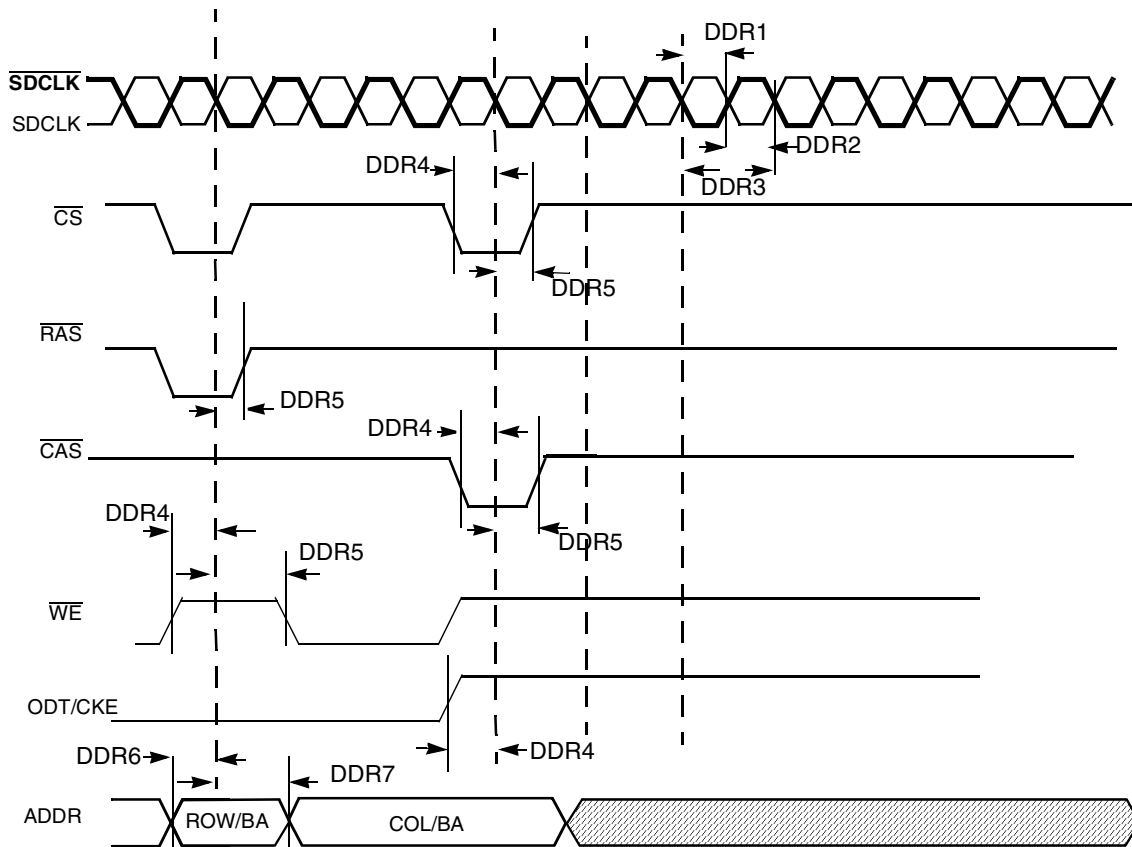 DDR1
SDCLK
SDCLK
DDR2
DDR4
DDR3
CS
DDR5
RAS
DDR5
DDR4
CAS
DDR4
DDR5
DDR5
WE
ODT/CKE
DDR4
DDR6
DDR7
ADDR
ROW/BA
COL/BA